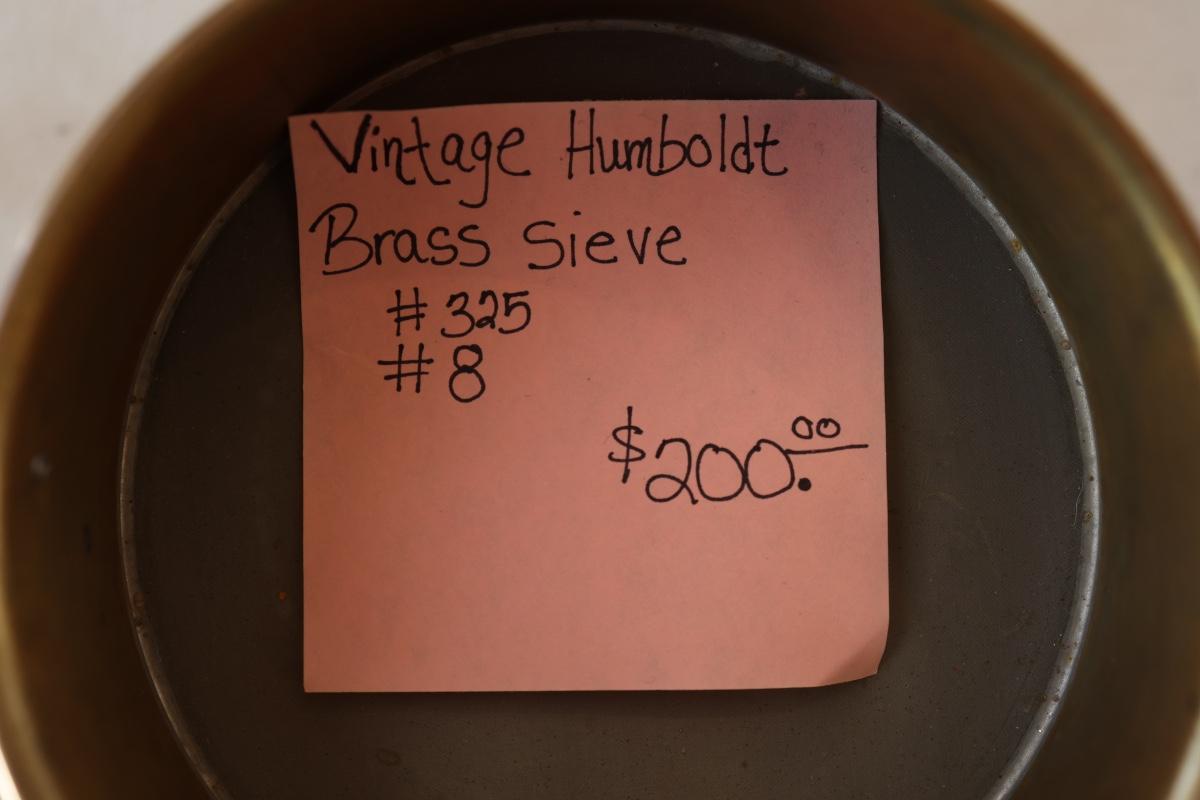 Vintage Humboldt
Brass Sieve
# 325
# 8
$200.00